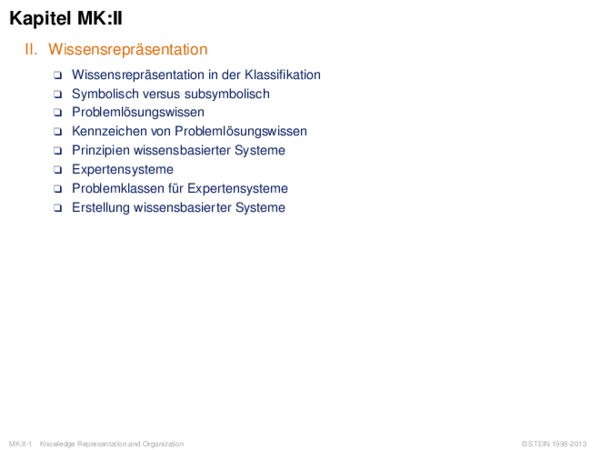 Kapitel MK:II
II. Wissensrepräsentation
❑ Wissensrepräsentation in der Klassifikation
❑ Symbolisch versus subsymbolisch
❑ Problemlösungswissen
❑ Kennzeichen von Problemlösungswissen
❑ Prinzipien wissensbasierter Systeme
❑ Expertensysteme
❑ Problemklassen für Expertensysteme
❑ Erstellung wissensbasierter Systeme
MK:II-1 Knowledge Representation and Organization © STEIN 1998-2013